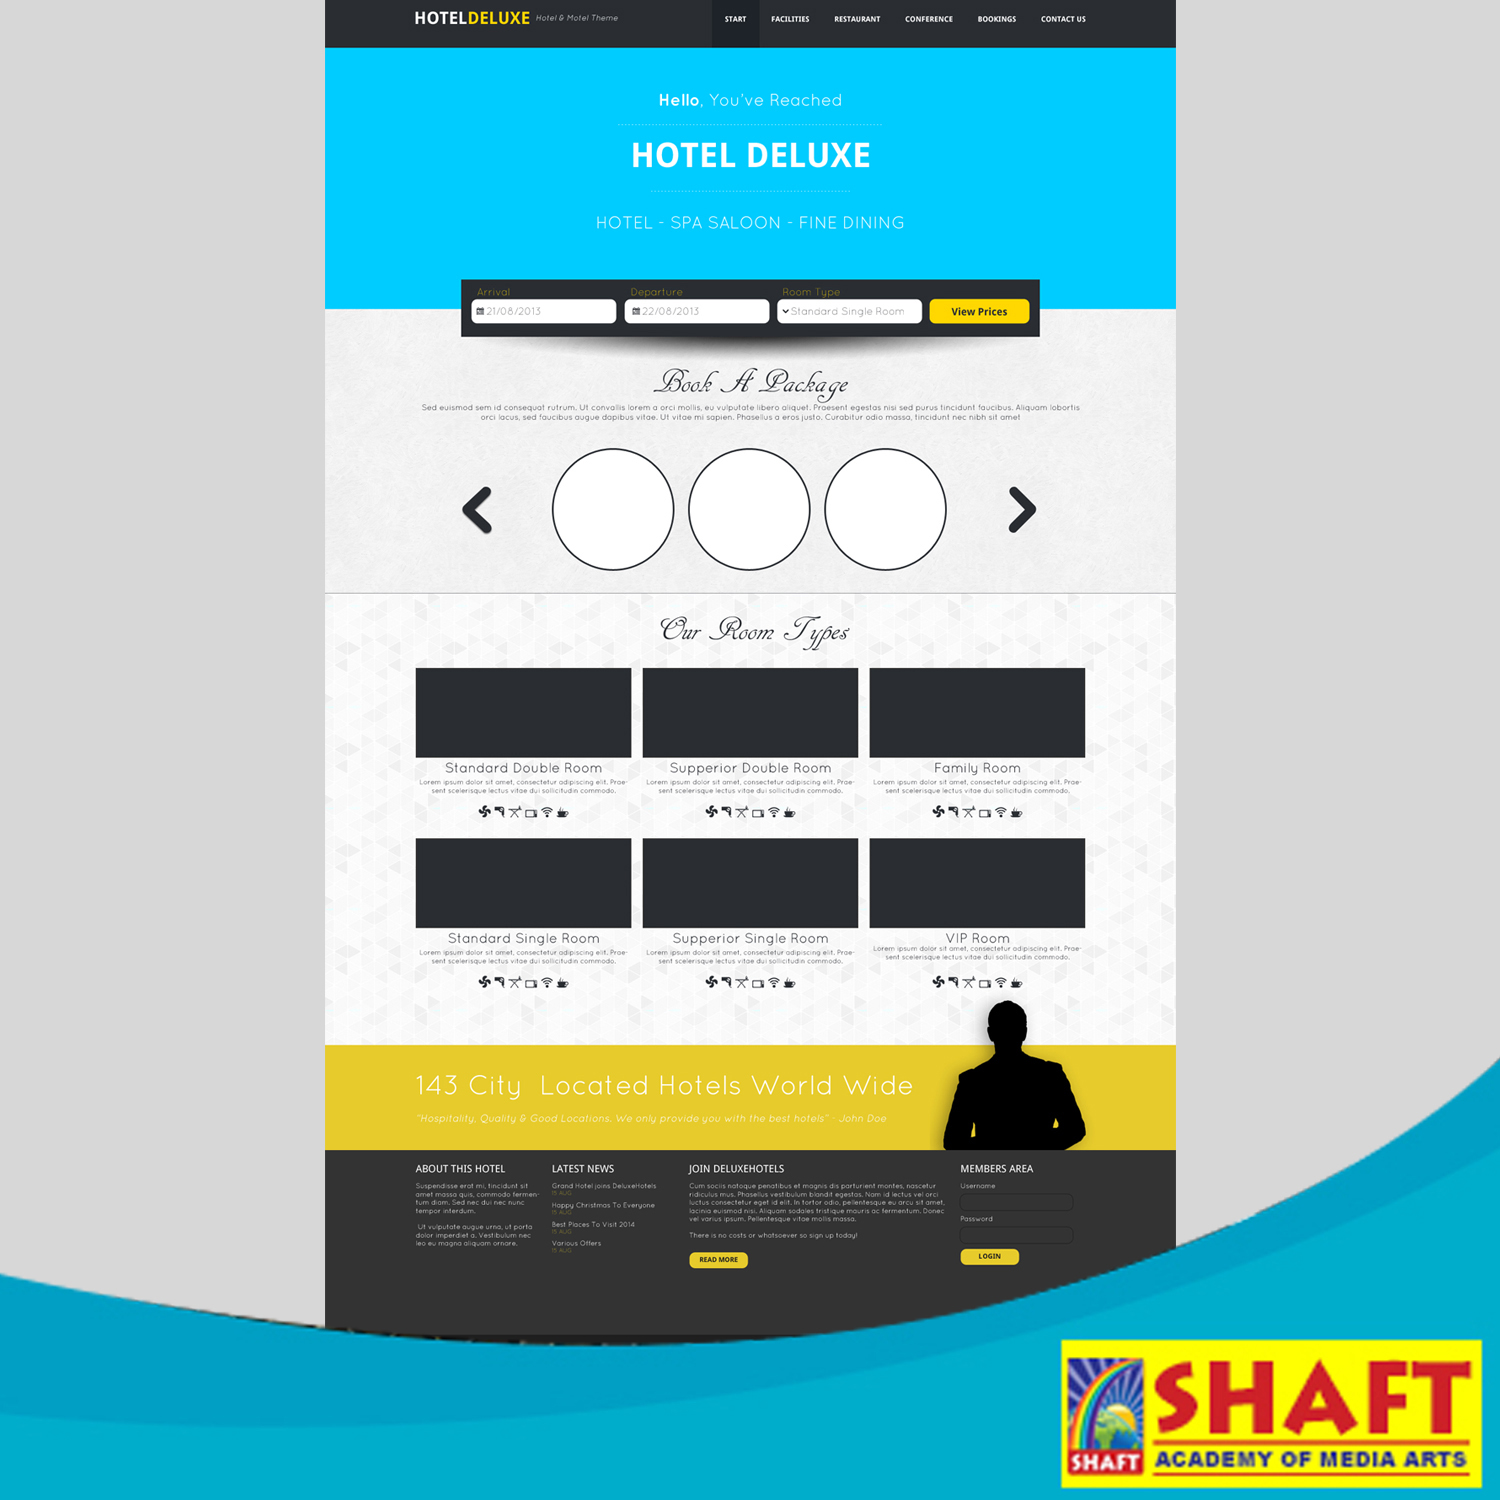 HOTELDELUXE Hotel & Motel Theme
START FACILITIES RESTAURANT CONFERENCE BOOKINGS CONTACT US
Hello, You've Reached
HOTEL DELUXE
HOTEL - SPA SALOON - FINE DINING
Arrival Departure Room Type
21/08/2013 22/08/2013 Standard Single Room View Prices
Book A Package
Sed euismod sem id consequat rutrum. Ut convallis lorem a orci mollis, eu vulputate libero aliquet. Praesent egestas nisi sed purus tincidunt faucibus. Aliquam lobortis
orci lacus, sed faucibus augue dapibus vitae. Ut vitae mi sapien. Phasellus a eros justo. Curabitur odio massa, tincidunt nec nibh sit amet
Our Room Types
Standard Double Room
Lorem ipsum dolor sit amet, consectetur adipiscing elit. Prae-
sent scelerisque lectus vitae dui sollicitudin commodo.
Supperior Double Room
Lorem ipsum dolor sit amet, consectetur adipiscing elit. Prae-
sent scelerisque lectus vitae dui sollicitudin commodo.
Family Room
Lorem ipsum dolor sit amet, consectetur adipiscing elit. Prae-
sent scelerisque lectus vitae dui sollicitudin commodo.
Standard Single Room
Lorem ipsum dolor sit amet, consectetur adipiscing elit. Prae-
sent scelerisque lectus vitae dui sollicitudin commodo.
Supperior Single Room
Lorem ipsum dolor sit amet, consectetur adipiscing elit. Prae-
sent scelerisque lectus vitae dui sollicitudin commodo.
VIP Room
Lorem ipsum dolor sit amet, consectetur adipiscing elit. Prae-
sent scelerisque lectus vitae dui sollicitudin commodo.
143 City Located Hotels World Wide
"Hospitality, Quality & Good Locations. We only provide you with the best hotels" - John Doe
ABOUT THIS HOTEL
Suspendisse erat mi, tincidunt sit
amet massa quis, commodo fermen-
tum diam. Sed nec dui nec nunc
tempor interdum.
Ut vulputate augue urna, ut porta
dolor imperdiet a. Vestibulum nec
leo eu magna aliquam ornare.
LATEST NEWS
Grand Hotel joins DeluxeHotels
15 AUG
Happy Christmas To Everyone
15 AUG
Best Places To Visit 2014
15 AUG
Various Offers
15 AUG
JOIN DELUXEHOTELS
Cum sociis natoque penatibus et magnis dis parturient montes, nascetur
ridiculus mus. Phasellus vestibulum blandit egestas. Nam id lectus vel orci
luctus consectetur eget id elit. In tortor odio, pellentesque eu arcu sit amet,
lacinia euismod nisi. Aliquam sodales tristique mauris ac fermentum. Donec
vel varius ipsum. Pellentesque vitae mollis massa.
There is no costs or whatsoever so sign up today!
READ MORE
MEMBERS AREA
Username
Password
LOGIN
SHAFT
SHAFT
ACADEMY OF MEDIA ARTS